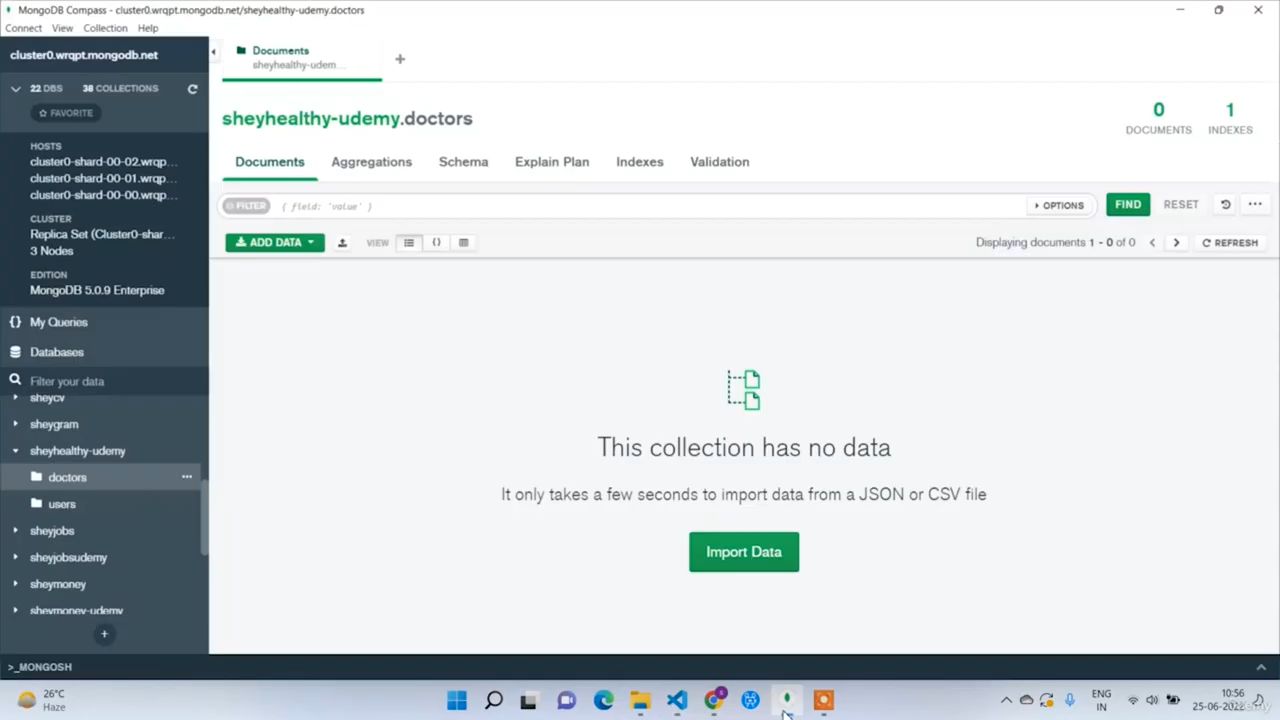 MongoDB Compass - cluster0.wrqpt.mongodb.net/sheyhealthy-udemy.doctors
Connect View Collection Help
cluster0.wrqpt.mongodb.net
22 DBS 38 COLLECTIONS
FAVORITE
HOSTS
cluster0-shard-00-02.wrqp...
cluster0-shard-00-01.wrqp...
cluster0-shard-00-00.wrqp...
CLUSTER
Replica Set (Cluster0-shar...
3 Nodes
EDITION
MongoDB 5.0.9 Enterprise
{} My Queries
Databases
Filter your data
sheycv
sheygram
sheyhealthy-udemy
doctors ...
users
sheyjobs
sheyjobsudemy
sheymoney
sheymoney-udemy
+
Documents
sheyhealthy-udem...
+
sheyhealthy-udemy.doctors
0
DOCUMENTS
1
INDEXES
Documents Aggregations Schema Explain Plan Indexes Validation
FILTER { field: 'value' } OPTIONS FIND RESET ...
ADD DATA VIEW {} Displaying documents 1 - 0 of 0 < > REFRESH
This collection has no data
It only takes a few seconds to import data from a JSON or CSV file
Import Data
>_MONGOSH
26°C
Haze
ENG
IN
10:56
25-06-2022